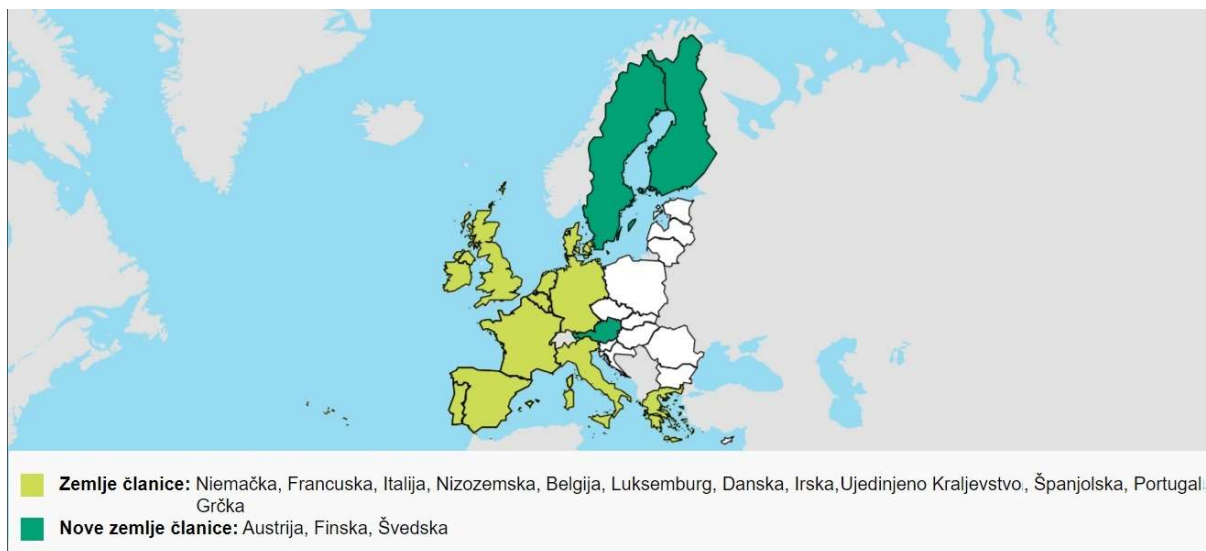 Zemlje članice: Niemačka, Francuska, Italija, Nizozemska, Belgija, Luksemburg, Danska, Irska,Ujedinjeno Kraljevstvo, Španjolska, Portugal,
Grčka
Nove zemlje članice: Austrija, Finska, Švedska